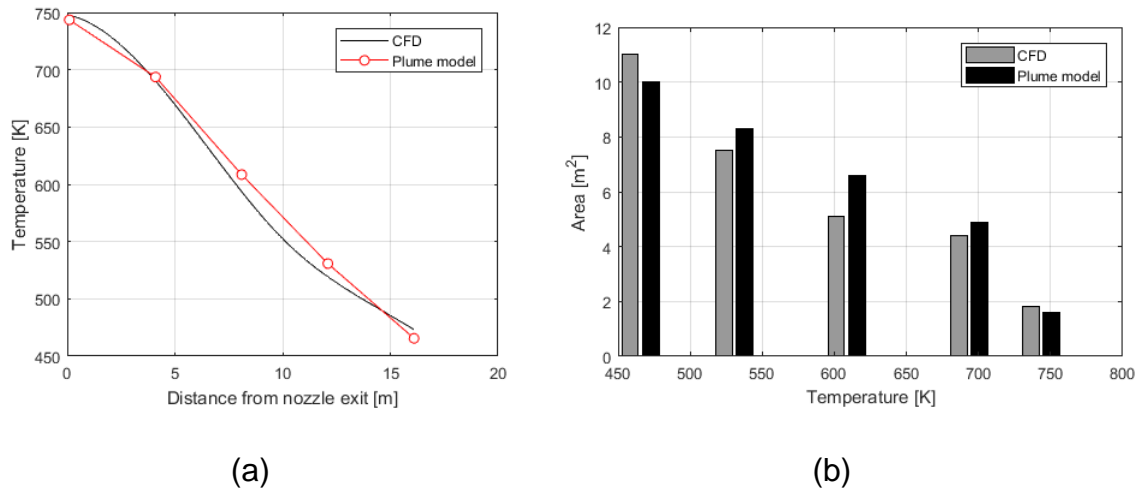 750
700
650
600
550
500
450
Temperature [K]
0
5
10
15
20
Distance from nozzle exit [m]
CFD
Plume model
(a)
12
10
8
6
4
2
0
Area [m²]
450
500
550
600
650
700
750
800
Temperature [K]
CFD
Plume model
(b)